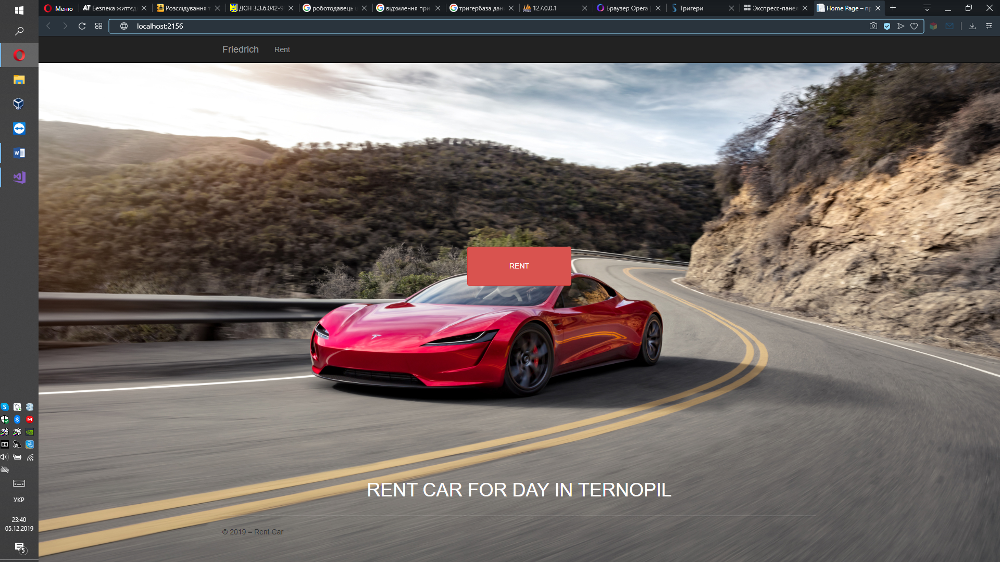 Меню
AT Безпека життєд
Розслідування т
ДСН 3.3.6.042-9
роботодавець ц
відхилення при
тригербаза дан
127.0.0.1
Браузер Opera
Тригери
Экспресс-панел
Home Page – п
localhost:2156
Friedrich
Rent
RENT
RENT CAR FOR DAY IN TERNOPIL
© 2019 – Rent Car
УКР
23:40
05.12.2019
5